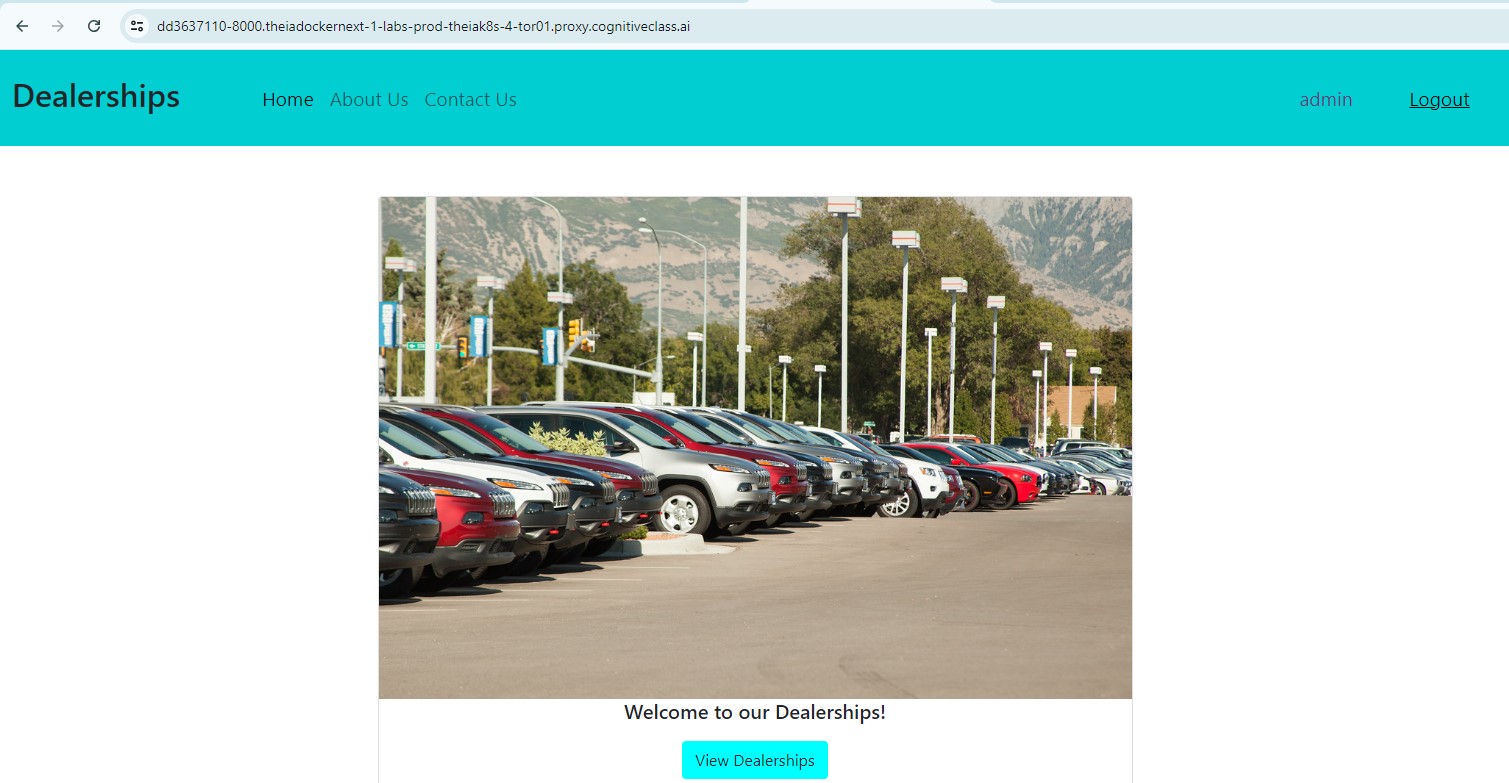 dd3637110-8000.theiadockernext-1-labs-prod-theiak8s-4-tor01.proxy.cognitiveclass.ai
Dealerships Home About Us Contact Us admin Logout
Welcome to our Dealerships!
View Dealerships